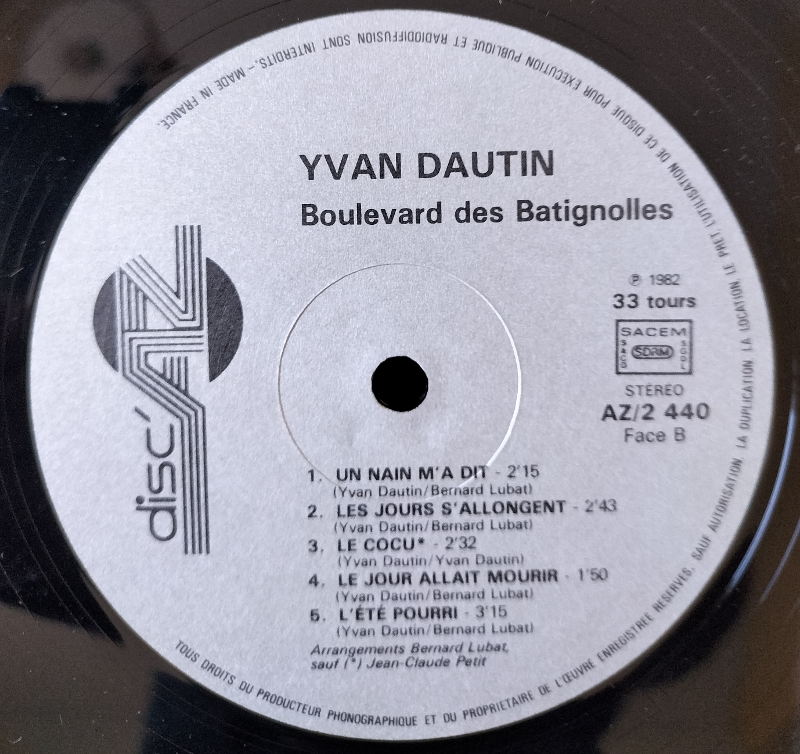 YVAN DAUTIN
Boulevard des Batignolles
℗ 1982
33 tours
SACEM
SACD
SDRM
SGDL
STÉRÉO
AZ/2 440
Face B
disc'AZ
1. UN NAIN M'A DIT - 2'15
(Yvan Dautin/Bernard Lubat)
2. LES JOURS S'ALLONGENT - 2'43
(Yvan Dautin/Bernard Lubat)
3. LE COCU* - 2'32
(Yvan Dautin/Yvan Dautin)
4. LE JOUR ALLAIT MOURIR - 1'50
(Yvan Dautin/Bernard Lubat)
5. L'ÉTÉ POURRI - 3'15
(Yvan Dautin/Bernard Lubat)
Arrangements Bernard Lubat,
sauf (*) Jean-Claude Petit
TOUS DROITS DU PRODUCTEUR PHONOGRAPHIQUE ET DU PROPRIETAIRE DE L'ŒUVRE ENREGISTREE RESERVES. SAUF AUTORISATION LA DUPLICATION LA LOCATION, LE PRET L'UTILISATION DE CE DISQUE POUR EXECUTION PUBLIQUE ET RADIODIFFUSION SONT INTERDITS. - MADE IN FRANCE.